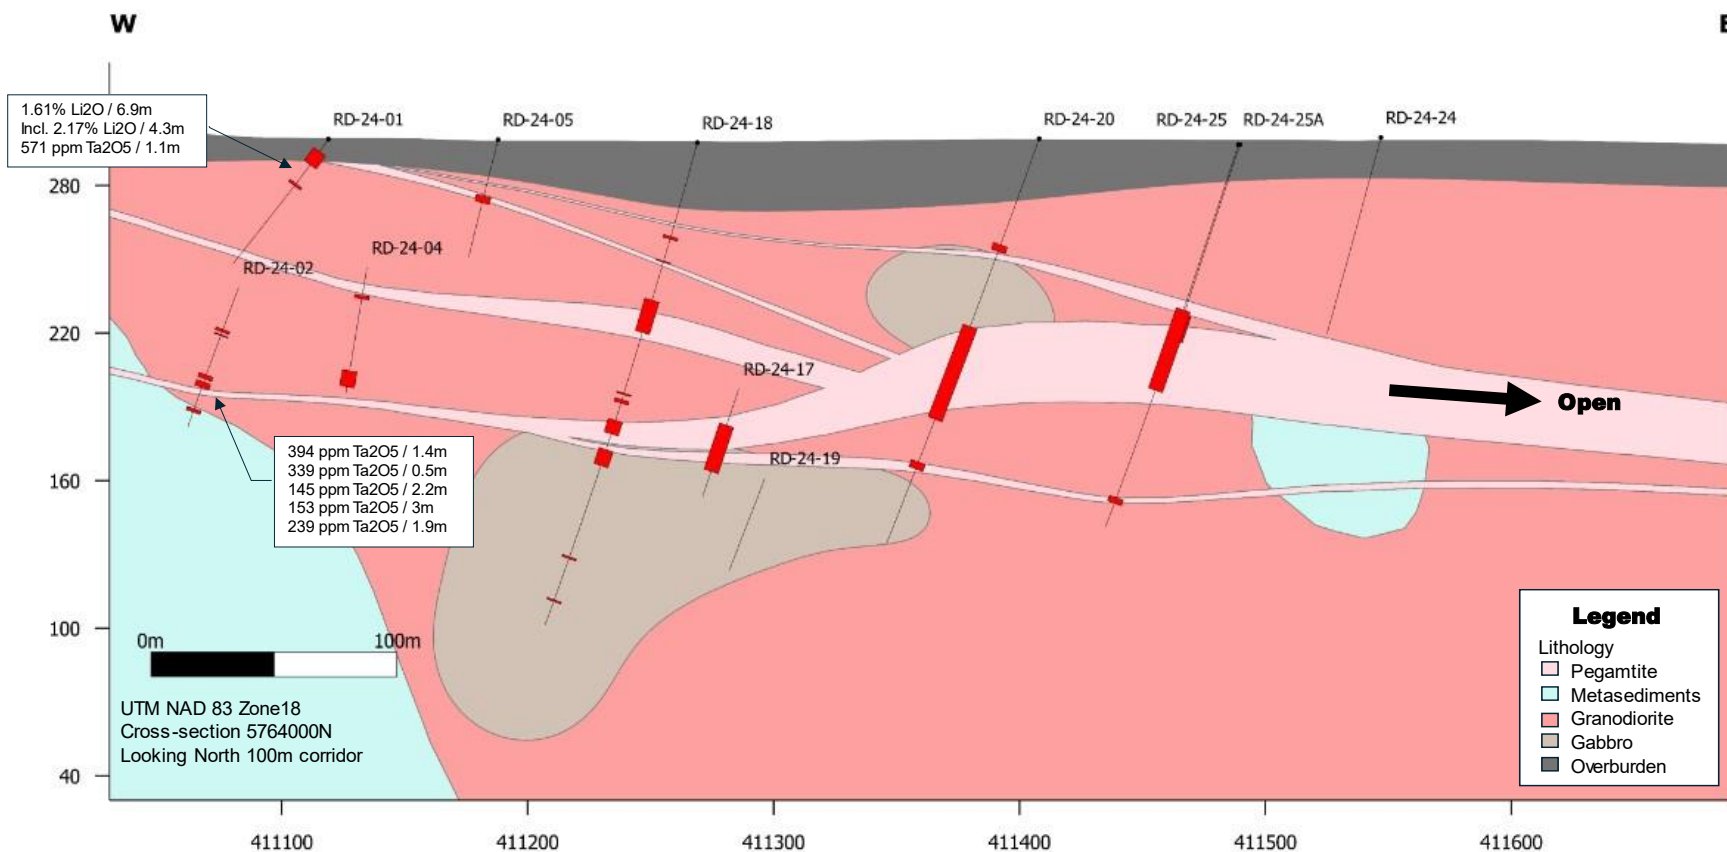 W
E
1.61% Li2O / 6.9m
Incl. 2.17% Li2O / 4.3m
571 ppm Ta2O5 / 1.1m
RD-24-01
RD-24-05
RD-24-18
RD-24-20
RD-24-25
RD-24-25A
RD-24-24
280
RD-24-04
RD-24-02
220
RD-24-17
Open
394 ppm Ta2O5 / 1.4m
339 ppm Ta2O5 / 0.5m
145 ppm Ta2O5 / 2.2m
153 ppm Ta2O5 / 3m
239 ppm Ta2O5 / 1.9m
RD-24-19
160
100
0m
100m
UTM NAD 83 Zone18
Cross-section 5764000N
Looking North 100m corridor
Legend
Lithology
Pegamtite
Metasediments
Granodiorite
Gabbro
Overburden
40
411100
411200
411300
411400
411500
411600